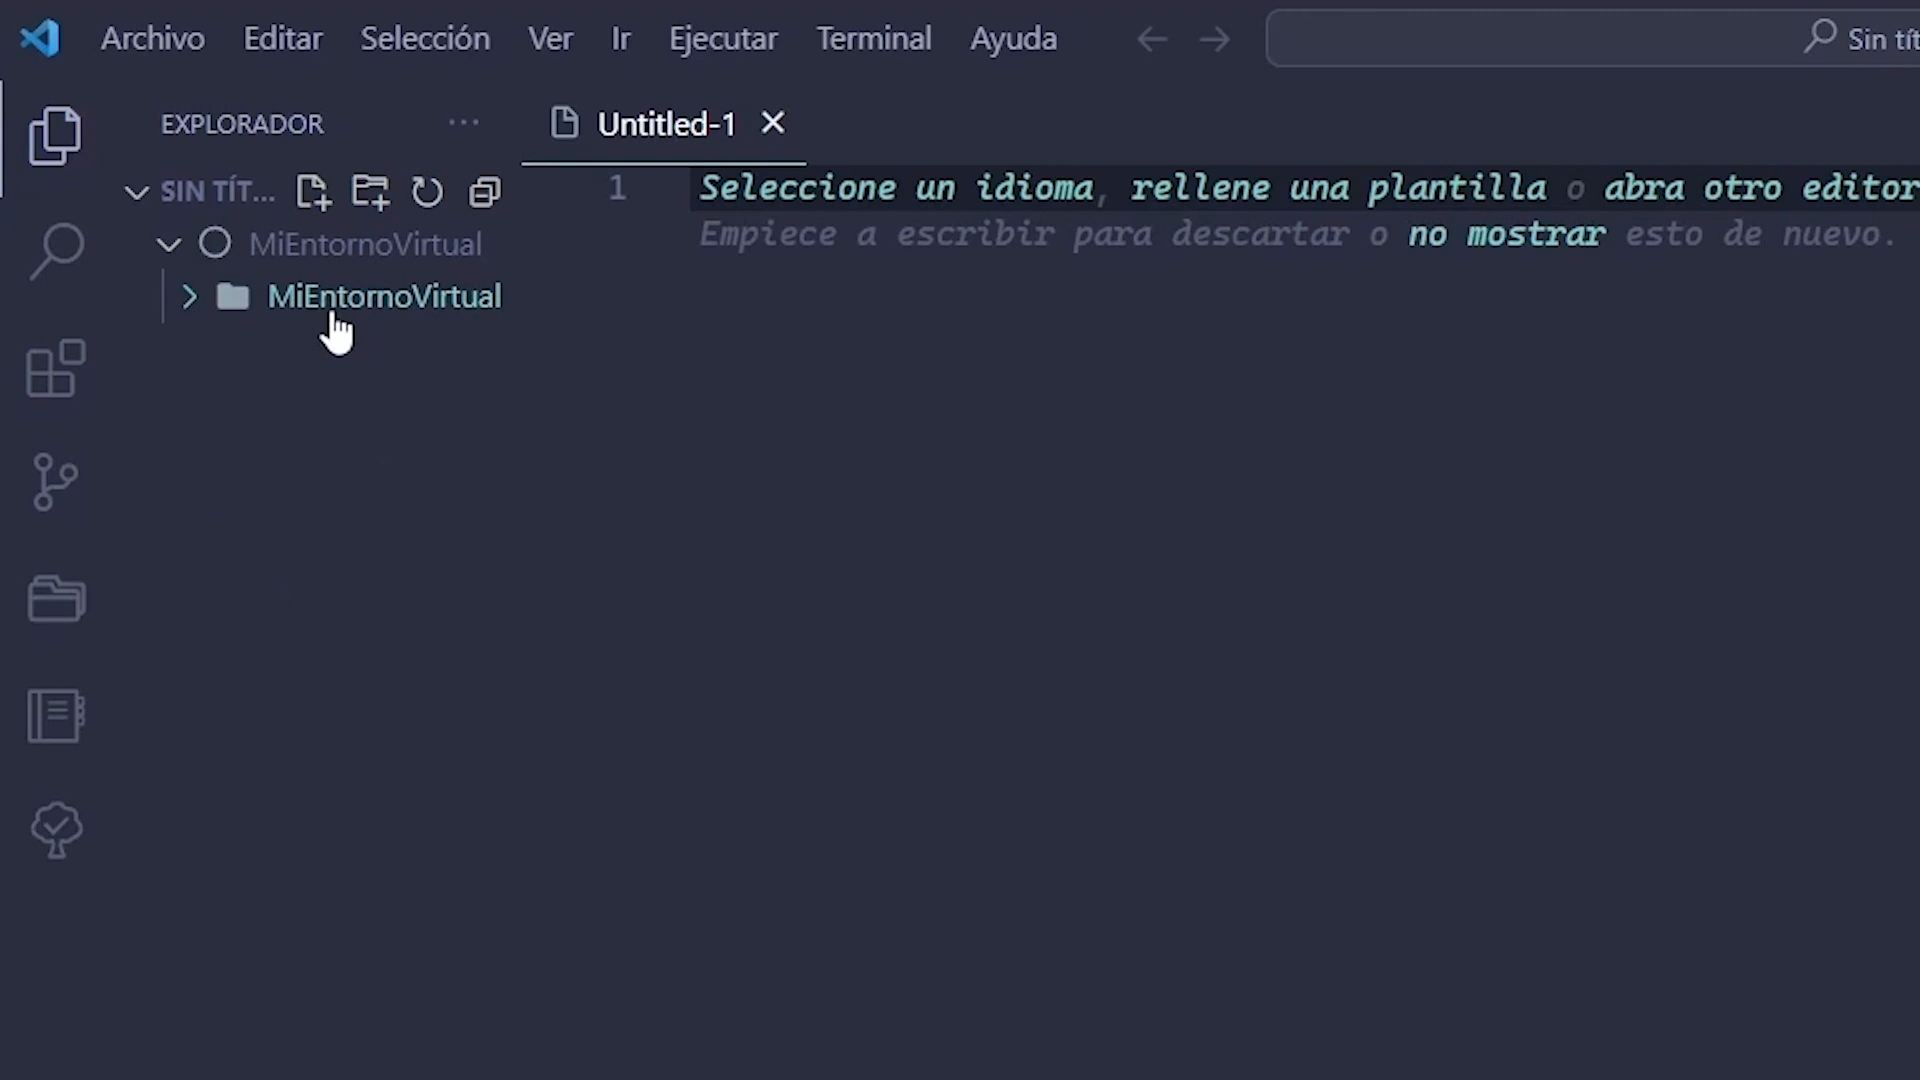 Archivo Editar Selección Ver Ir Ejecutar Terminal Ayuda Sin tít
EXPLORADOR ··· Untitled-1
SIN TÍT...
1 Seleccione un idioma, rellene una plantilla o abra otro editor
Empiece a escribir para descartar o no mostrar esto de nuevo.
MiEntornoVirtual
MiEntornoVirtual